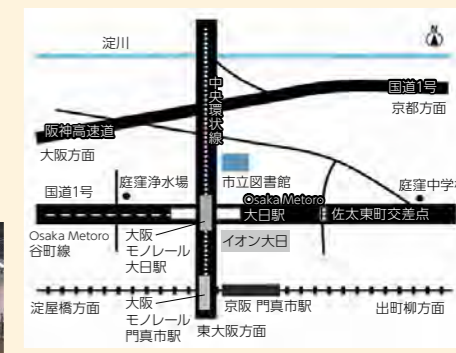 淀川
国道1号
京都方面
中央環状線
阪神高速道
大阪方面
市立図書館
庭窪浄水場
国道1号
庭窪中学校
Osaka Metoro
大日駅
佐太東町交差点
Osaka Metoro
谷町線
大阪
モノレール
大日駅
イオン大日
淀屋橋方面
大阪
モノレール
門真市駅
京阪 門真市駅
出町柳方面
東大阪方面